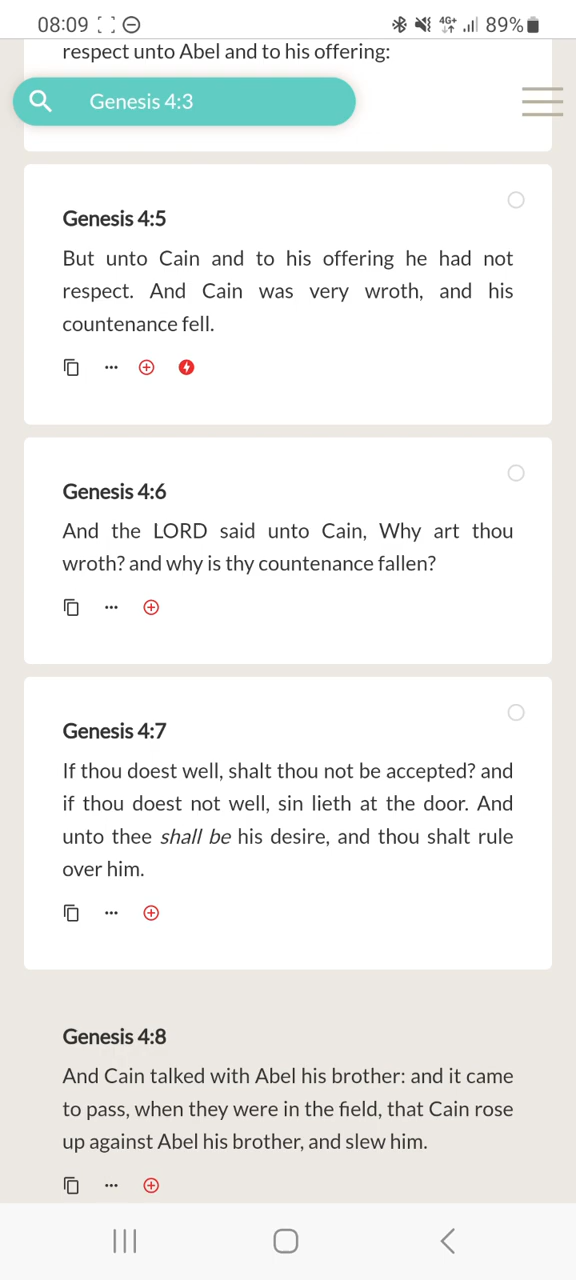 08:09 4G+ 89%
respect unto Abel and to his offering:
Genesis 4:3
Genesis 4:5
But unto Cain and to his offering he had not
respect. And Cain was very wroth, and his
countenance fell.
Genesis 4:6
And the LORD said unto Cain, Why art thou
wroth? and why is thy countenance fallen?
Genesis 4:7
If thou doest well, shalt thou not be accepted? and
if thou doest not well, sin lieth at the door. And
unto thee shall be his desire, and thou shalt rule
over him.
Genesis 4:8
And Cain talked with Abel his brother: and it came
to pass, when they were in the field, that Cain rose
up against Abel his brother, and slew him.